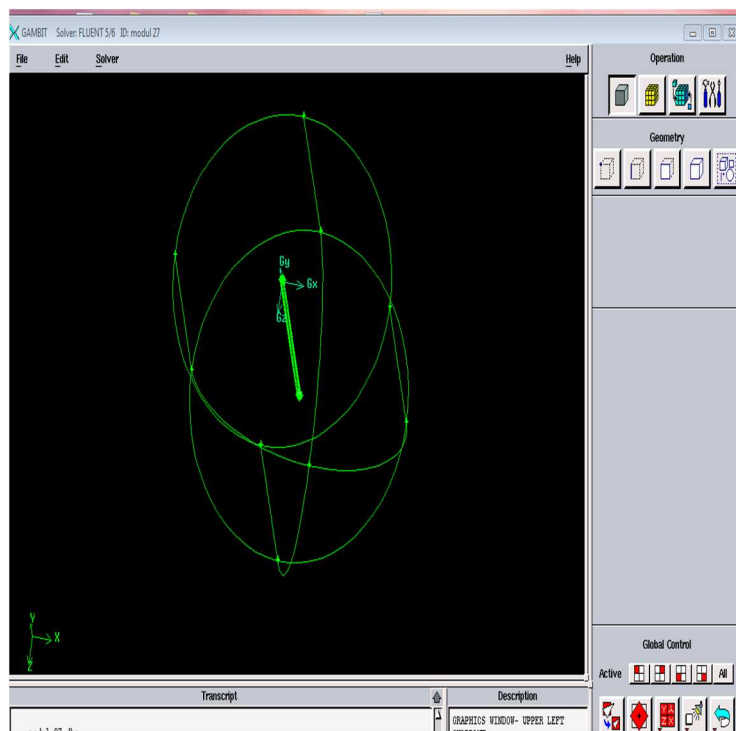 GAMBIT Solver: FLUENT 5/6 ID: modul 27
File Edit Solver Help
Operation
Geometry
Gy
Gx
Gz
Y
X
Z
Global Control
Active All
Transcript
Description
GRAPHICS WINDOW- UPPER LEFT